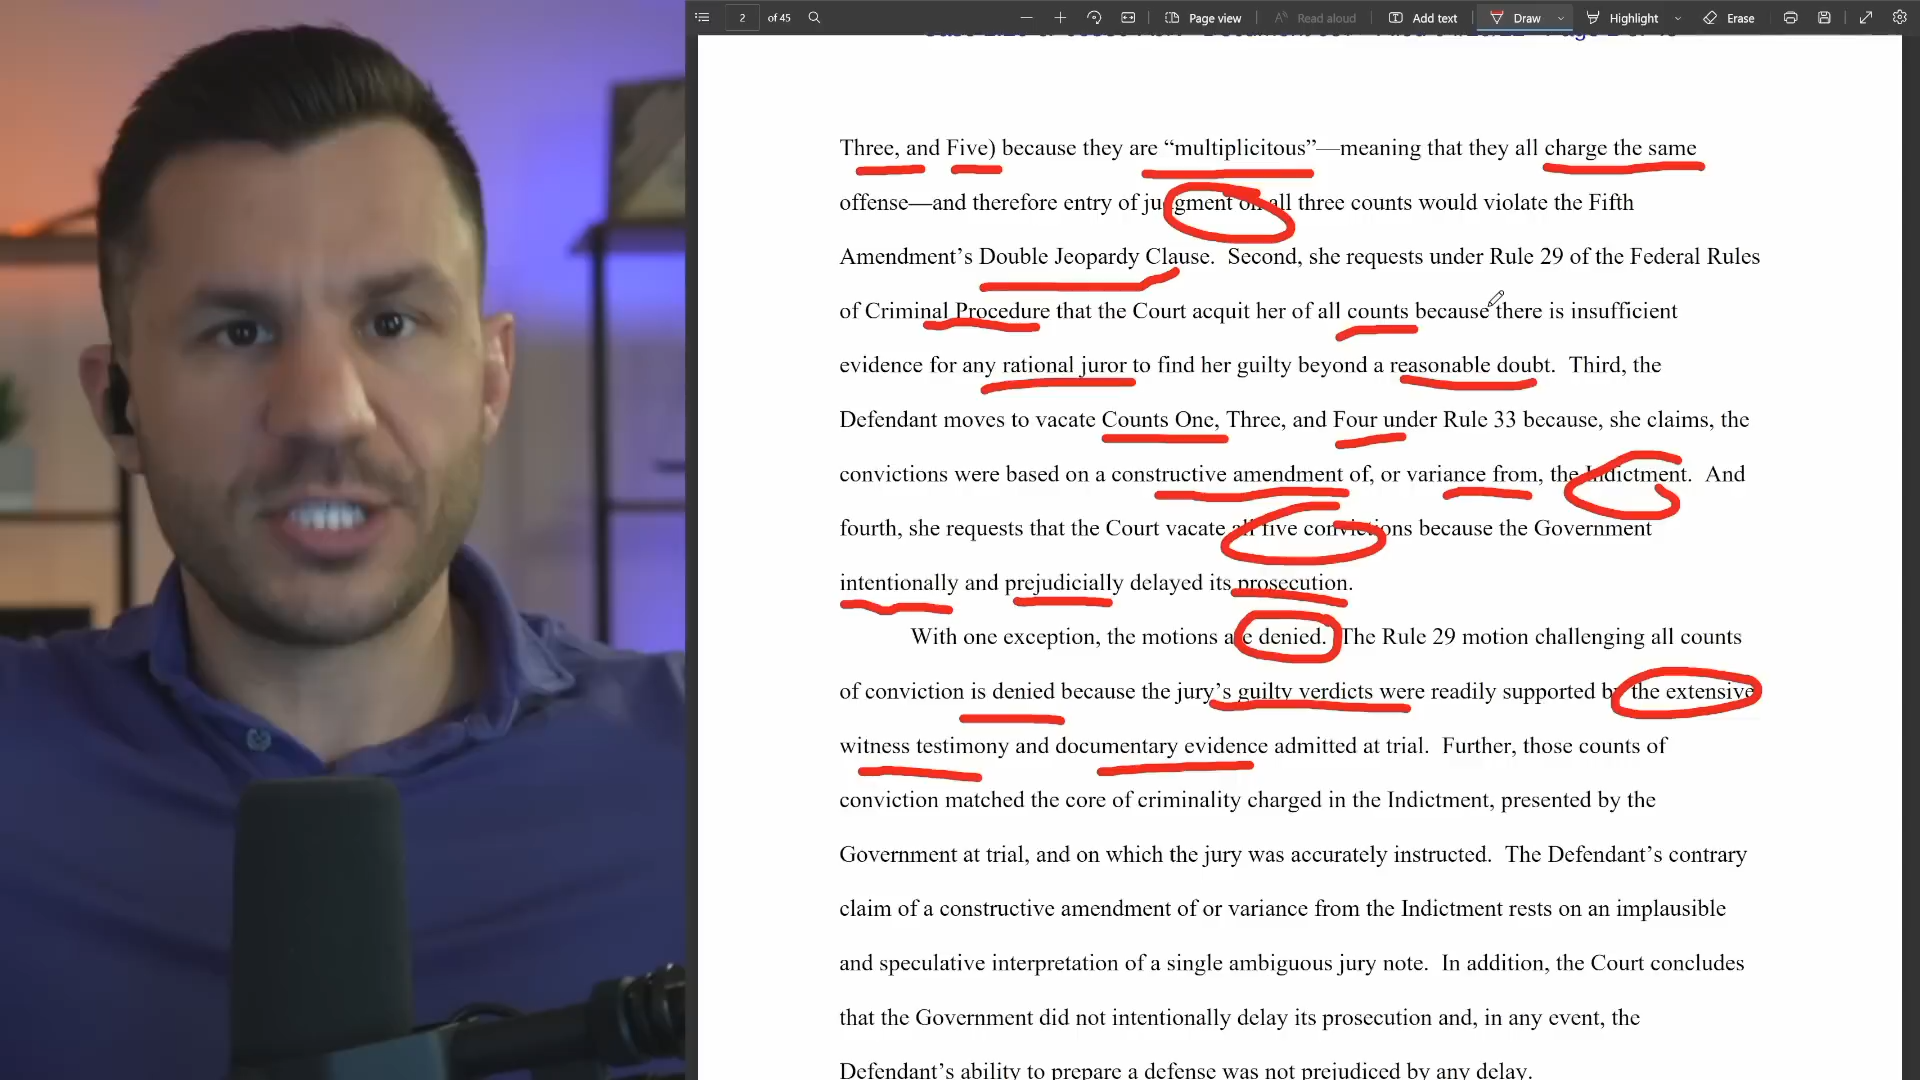 2 of 45
Page view
Read aloud
Add text
Draw
Highlight
Erase
Three, and Five) because they are “multiplicitous”—meaning that they all charge the same
offense—and therefore entry of judgment on all three counts would violate the Fifth
Amendment’s Double Jeopardy Clause.  Second, she requests under Rule 29 of the Federal Rules
of Criminal Procedure that the Court acquit her of all counts because there is insufficient
evidence for any rational juror to find her guilty beyond a reasonable doubt.  Third, the
Defendant moves to vacate Counts One, Three, and Four under Rule 33 because, she claims, the
convictions were based on a constructive amendment of, or variance from, the Indictment.  And
fourth, she requests that the Court vacate all five convictions because the Government
intentionally and prejudicially delayed its prosecution.
With one exception, the motions are denied.  The Rule 29 motion challenging all counts
of conviction is denied because the jury’s guilty verdicts were readily supported by the extensive
witness testimony and documentary evidence admitted at trial.  Further, those counts of
conviction matched the core of criminality charged in the Indictment, presented by the
Government at trial, and on which the jury was accurately instructed.  The Defendant’s contrary
claim of a constructive amendment of or variance from the Indictment rests on an implausible
and speculative interpretation of a single ambiguous jury note.  In addition, the Court concludes
that the Government did not intentionally delay its prosecution and, in any event, the
Defendant’s ability to prepare a defense was not prejudiced by any delay.